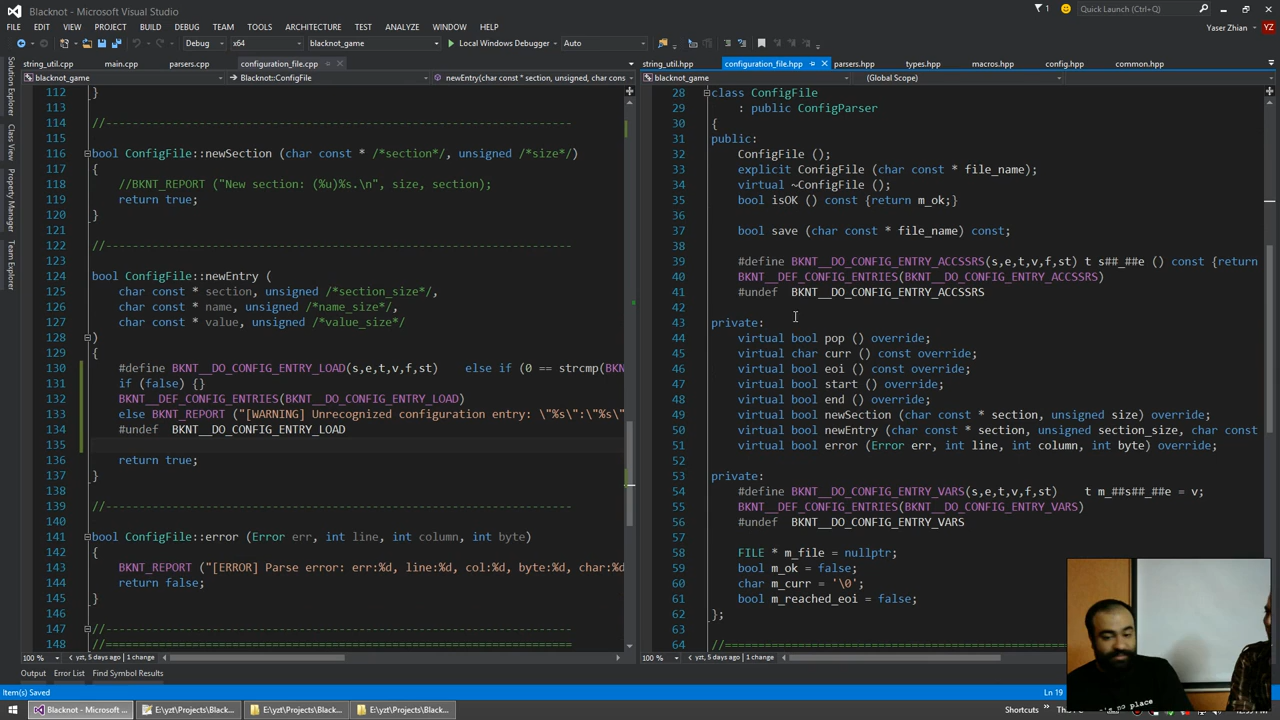 Blacknot - Microsoft Visual Studio
1
Quick Launch (Ctrl+Q)
FILE EDIT VIEW PROJECT BUILD DEBUG TEAM TOOLS ARCHITECTURE TEST ANALYZE WINDOW HELP
Yaser Zhian
YZ
Debug x64 blacknot_game Local Windows Debugger Auto
string_util.cpp main.cpp parsers.cpp configuration_file.cpp
blacknot_game Blacknot::ConfigFile newEntry(char const * section, unsigned, char cons
Solution Explorer
Class View
Property Manager
Team Explorer
112 }
113
114 //----------------------------------------------------------------------
115
116 bool ConfigFile::newSection (char const * /*section*/, unsigned /*size*/)
117 {
118 //BKNT_REPORT ("New section: (%u)%s.\n", size, section);
119 return true;
120 }
121
122 //----------------------------------------------------------------------
123
124 bool ConfigFile::newEntry (
125 char const * section, unsigned /*section_size*/,
126 char const * name, unsigned /*name_size*/,
127 char const * value, unsigned /*value_size*/
128 )
129 {
130 #define BKNT__DO_CONFIG_ENTRY_LOAD(s,e,t,v,f,st) else if (0 == strcmp(BKN
131 if (false) {}
132 BKNT__DEF_CONFIG_ENTRIES(BKNT__DO_CONFIG_ENTRY_LOAD)
133 else BKNT_REPORT ("[WARNING] Unrecognized configuration entry: \"%s\":\"%s\"
134 #undef BKNT__DO_CONFIG_ENTRY_LOAD
135
136 return true;
137 }
138
139 //----------------------------------------------------------------------
140
141 bool ConfigFile::error (Error err, int line, int column, int byte)
142 {
143 BKNT_REPORT ("[ERROR] Parse error: err:%d, line:%d, col:%d, byte:%d, char:%d
144 return false;
145 }
146
147 //----------------------------------------------------------------------
148 //======================================================================
100 % yzt, 5 days ago | 1 change
string_util.hpp configuration_file.hpp parsers.hpp types.hpp macros.hpp config.hpp common.hpp
blacknot_game (Global Scope)
28 class ConfigFile
29 : public ConfigParser
30 {
31 public:
32 ConfigFile ();
33 explicit ConfigFile (char const * file_name);
34 virtual ~ConfigFile ();
35 bool isOK () const {return m_ok;}
36
37 bool save (char const * file_name) const;
38
39 #define BKNT__DO_CONFIG_ENTRY_ACCSSRS(s,e,t,v,f,st) t s##_##e () const {return
40 BKNT__DEF_CONFIG_ENTRIES(BKNT__DO_CONFIG_ENTRY_ACCSSRS)
41 #undef BKNT__DO_CONFIG_ENTRY_ACCSSRS
42
43 private:
44 virtual bool pop () override;
45 virtual char curr () const override;
46 virtual bool eoi () const override;
47 virtual bool start () override;
48 virtual bool end () override;
49 virtual bool newSection (char const * section, unsigned size) override;
50 virtual bool newEntry (char const * section, unsigned section_size, char const
51 virtual bool error (Error err, int line, int column, int byte) override;
52
53 private:
54 #define BKNT__DO_CONFIG_ENTRY_VARS(s,e,t,v,f,st) t m_##s##_##e = v;
55 BKNT__DEF_CONFIG_ENTRIES(BKNT__DO_CONFIG_ENTRY_VARS)
56 #undef BKNT__DO_CONFIG_ENTRY_VARS
57
58 FILE * m_file = nullptr;
59 bool m_ok = false;
60 char m_curr = '\0';
61 bool m_reached_eoi = false;
62 };
63
64 //======================================================================
100 % yzt, 5 days ago | 1 change
Output Error List Find Symbol Results
Item(s) Saved
Ln 19
Blacknot - Microsoft ... E:\yzt\Projects\Blac... E:\yzt\Projects\Blac... E:\yzt\Projects\Blac...
Shortcuts
no place